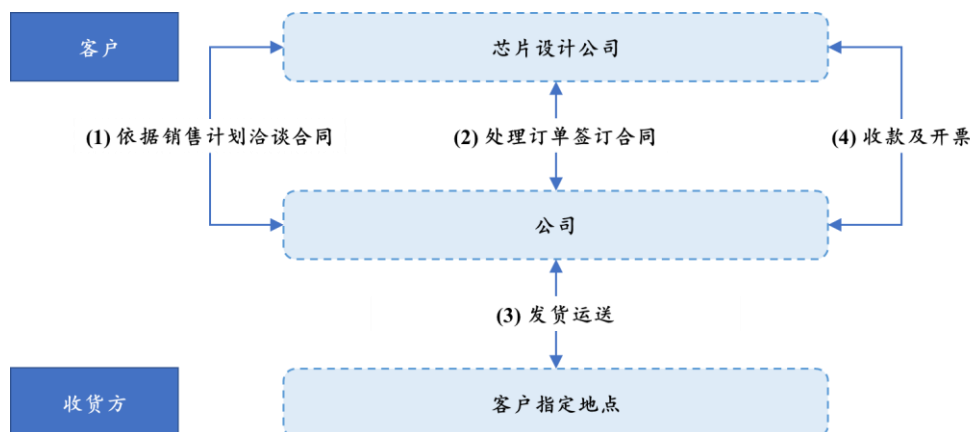 客户
芯片设计公司
(1) 依据销售计划洽谈合同
(2) 处理订单签订合同
(4) 收款及开票
公司
(3) 发货运送
收货方
客户指定地点